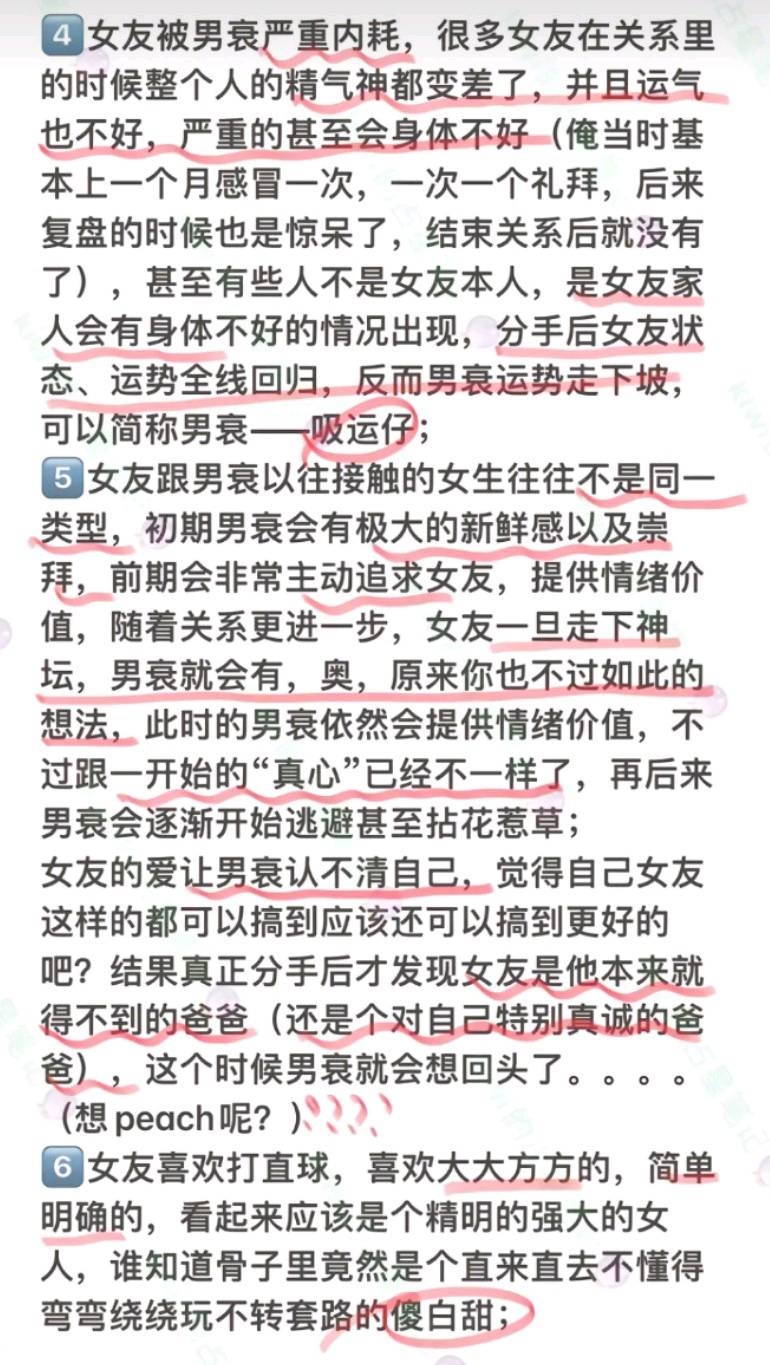 4 女友被男衰严重内耗，很多女友在关系里
的时候整个人的精气神都变差了，并且运气
也不好，严重的甚至会身体不好（俺当时基
本上一个月感冒一次，一次一个礼拜，后来
复盘的时候也是惊呆了，结束关系后就没有
了），甚至有些人不是女友本人，是女友家
人会有身体不好的情况出现，分手后女友状
态、运势全线回归，反而男衰运势走下坡，
可以简称男衰——吸运仔；
5 女友跟男衰以往接触的女生往往不是同一
类型，初期男衰会有极大的新鲜感以及崇
拜，前期会非常主动追求女友，提供情绪价
值，随着关系更进一步，女友一旦走下神
坛，男衰就会有，奥，原来你也不过如此的
想法，此时的男衰依然会提供情绪价值，不
过跟一开始的“真心”已经不一样了，再后来
男衰会逐渐开始逃避甚至拈花惹草；
女友的爱让男衰认不清自己，觉得自己女友
这样的都可以搞到应该还可以搞到更好的
吧？结果真正分手后才发现女友是他本来就
得不到的爸爸（还是个对自己特别真诚的爸
爸），这个时候男衰就会想回头了。。。。
（想peach呢？）
6 女友喜欢打直球，喜欢大大方方的，简单
明确的，看起来应该是个精明的强大的女
人，谁知道骨子里竟然是个直来直去不懂得
弯弯绕绕玩不转套路的傻白甜；